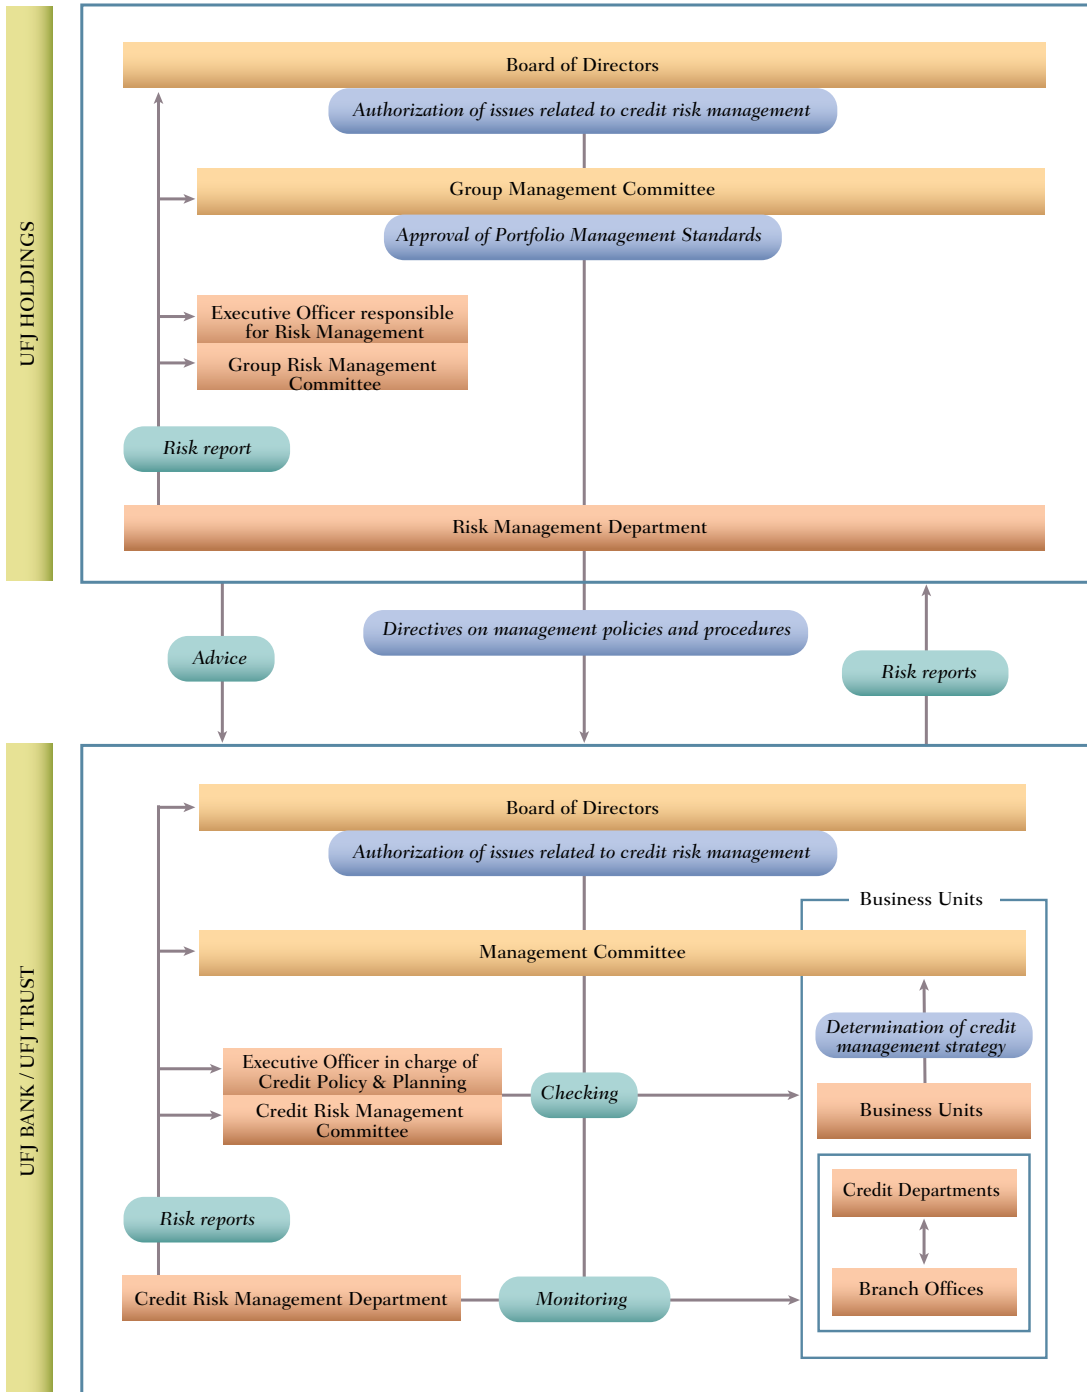 UFJ HOLDINGS
Board of Directors
Authorization of issues related to credit risk management
Group Management Committee
Approval of Portfolio Management Standards
Executive Officer responsible
for Risk Management
Group Risk Management
Committee
Risk report
Risk Management Department
Directives on management policies and procedures
Advice
Risk reports
UFJ BANK / UFJ TRUST
Board of Directors
Authorization of issues related to credit risk management
Business Units
Management Committee
Determination of credit
management strategy
Executive Officer in charge of
Credit Policy & Planning
Checking
Credit Risk Management
Committee
Business Units
Credit Departments
Risk reports
Credit Risk Management Department
Monitoring
Branch Offices